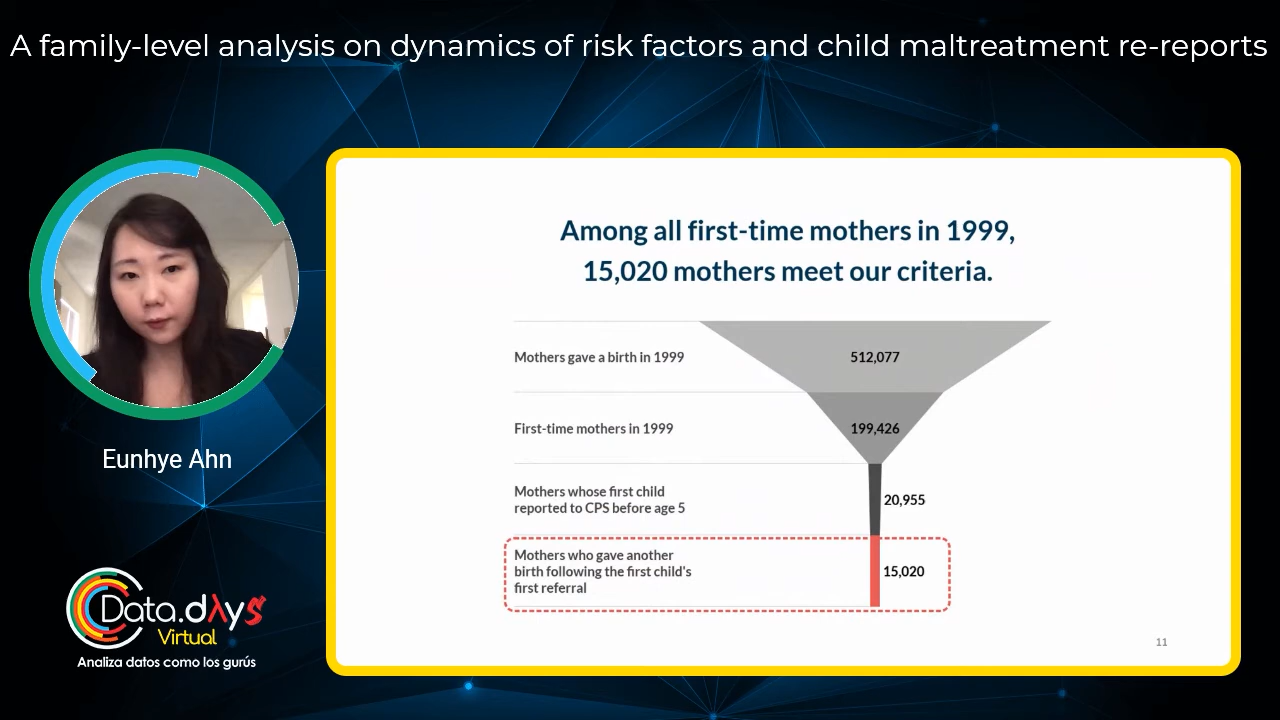 A family-level analysis on dynamics of risk factors and child maltreatment re-reports
Eunhye Ahn
Data.dλys
Virtual
Analiza datos como los gurús
Among all first-time mothers in 1999,
15,020 mothers meet our criteria.
Mothers gave a birth in 1999
512,077
First-time mothers in 1999
199,426
Mothers whose first child
reported to CPS before age 5
20,955
Mothers who gave another
birth following the first child's
first referral
15,020
11